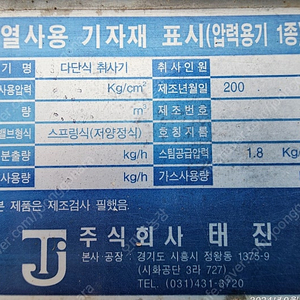 열사용 기자재 표시(압력용기 1종
기 다단식 취사기 취사인원
사용압력 Kg/cm² 제조년월일 200
량 m³ 제조번호
밸브형식 스프링식(저양정식) 호칭지름
분출량 kg/h 스팀공급압력 1.8 Kg/
사용량 kg/h 가스사용량
본 제품은 제조검사 필했음.
주식회사 태진
본사·공장: 경기도 시흥시 정왕동 1375-9
(시화공단 3라 727)
TEL. (031)431-3720